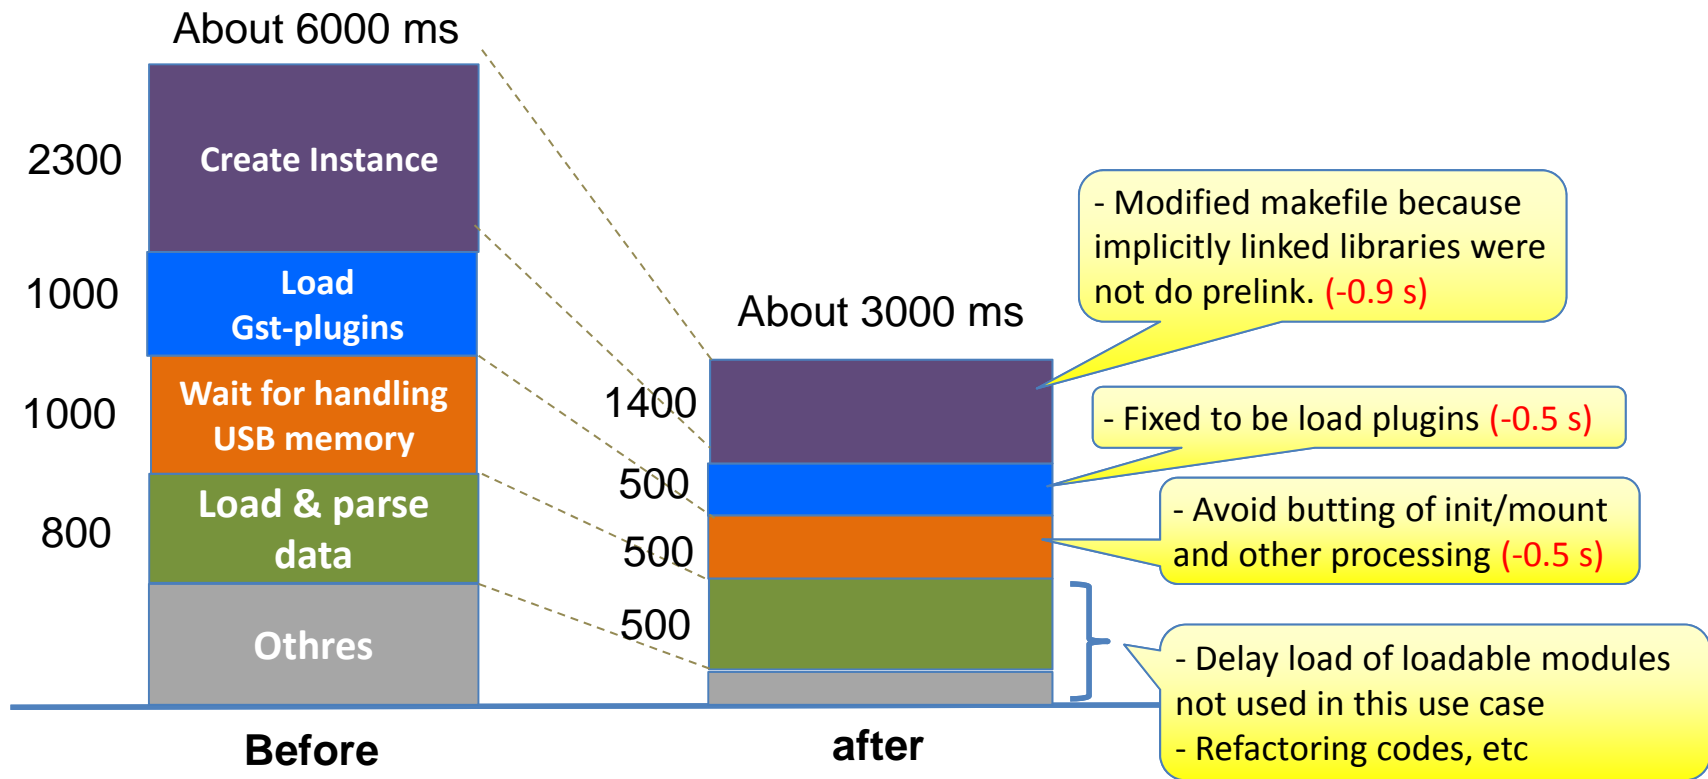 About 6000 ms
2300
Create Instance
1000
Load
Gst-plugins
1000
Wait for handling
USB memory
800
Load & parse
data
Othres
Before
About 3000 ms
1400
500
500
500
after
- Modified makefile because
implicitly linked libraries were
not do prelink. (-0.9 s)
- Fixed to be load plugins (-0.5 s)
- Avoid butting of init/mount
and other processing (-0.5 s)
- Delay load of loadable modules
not used in this use case
- Refactoring codes, etc